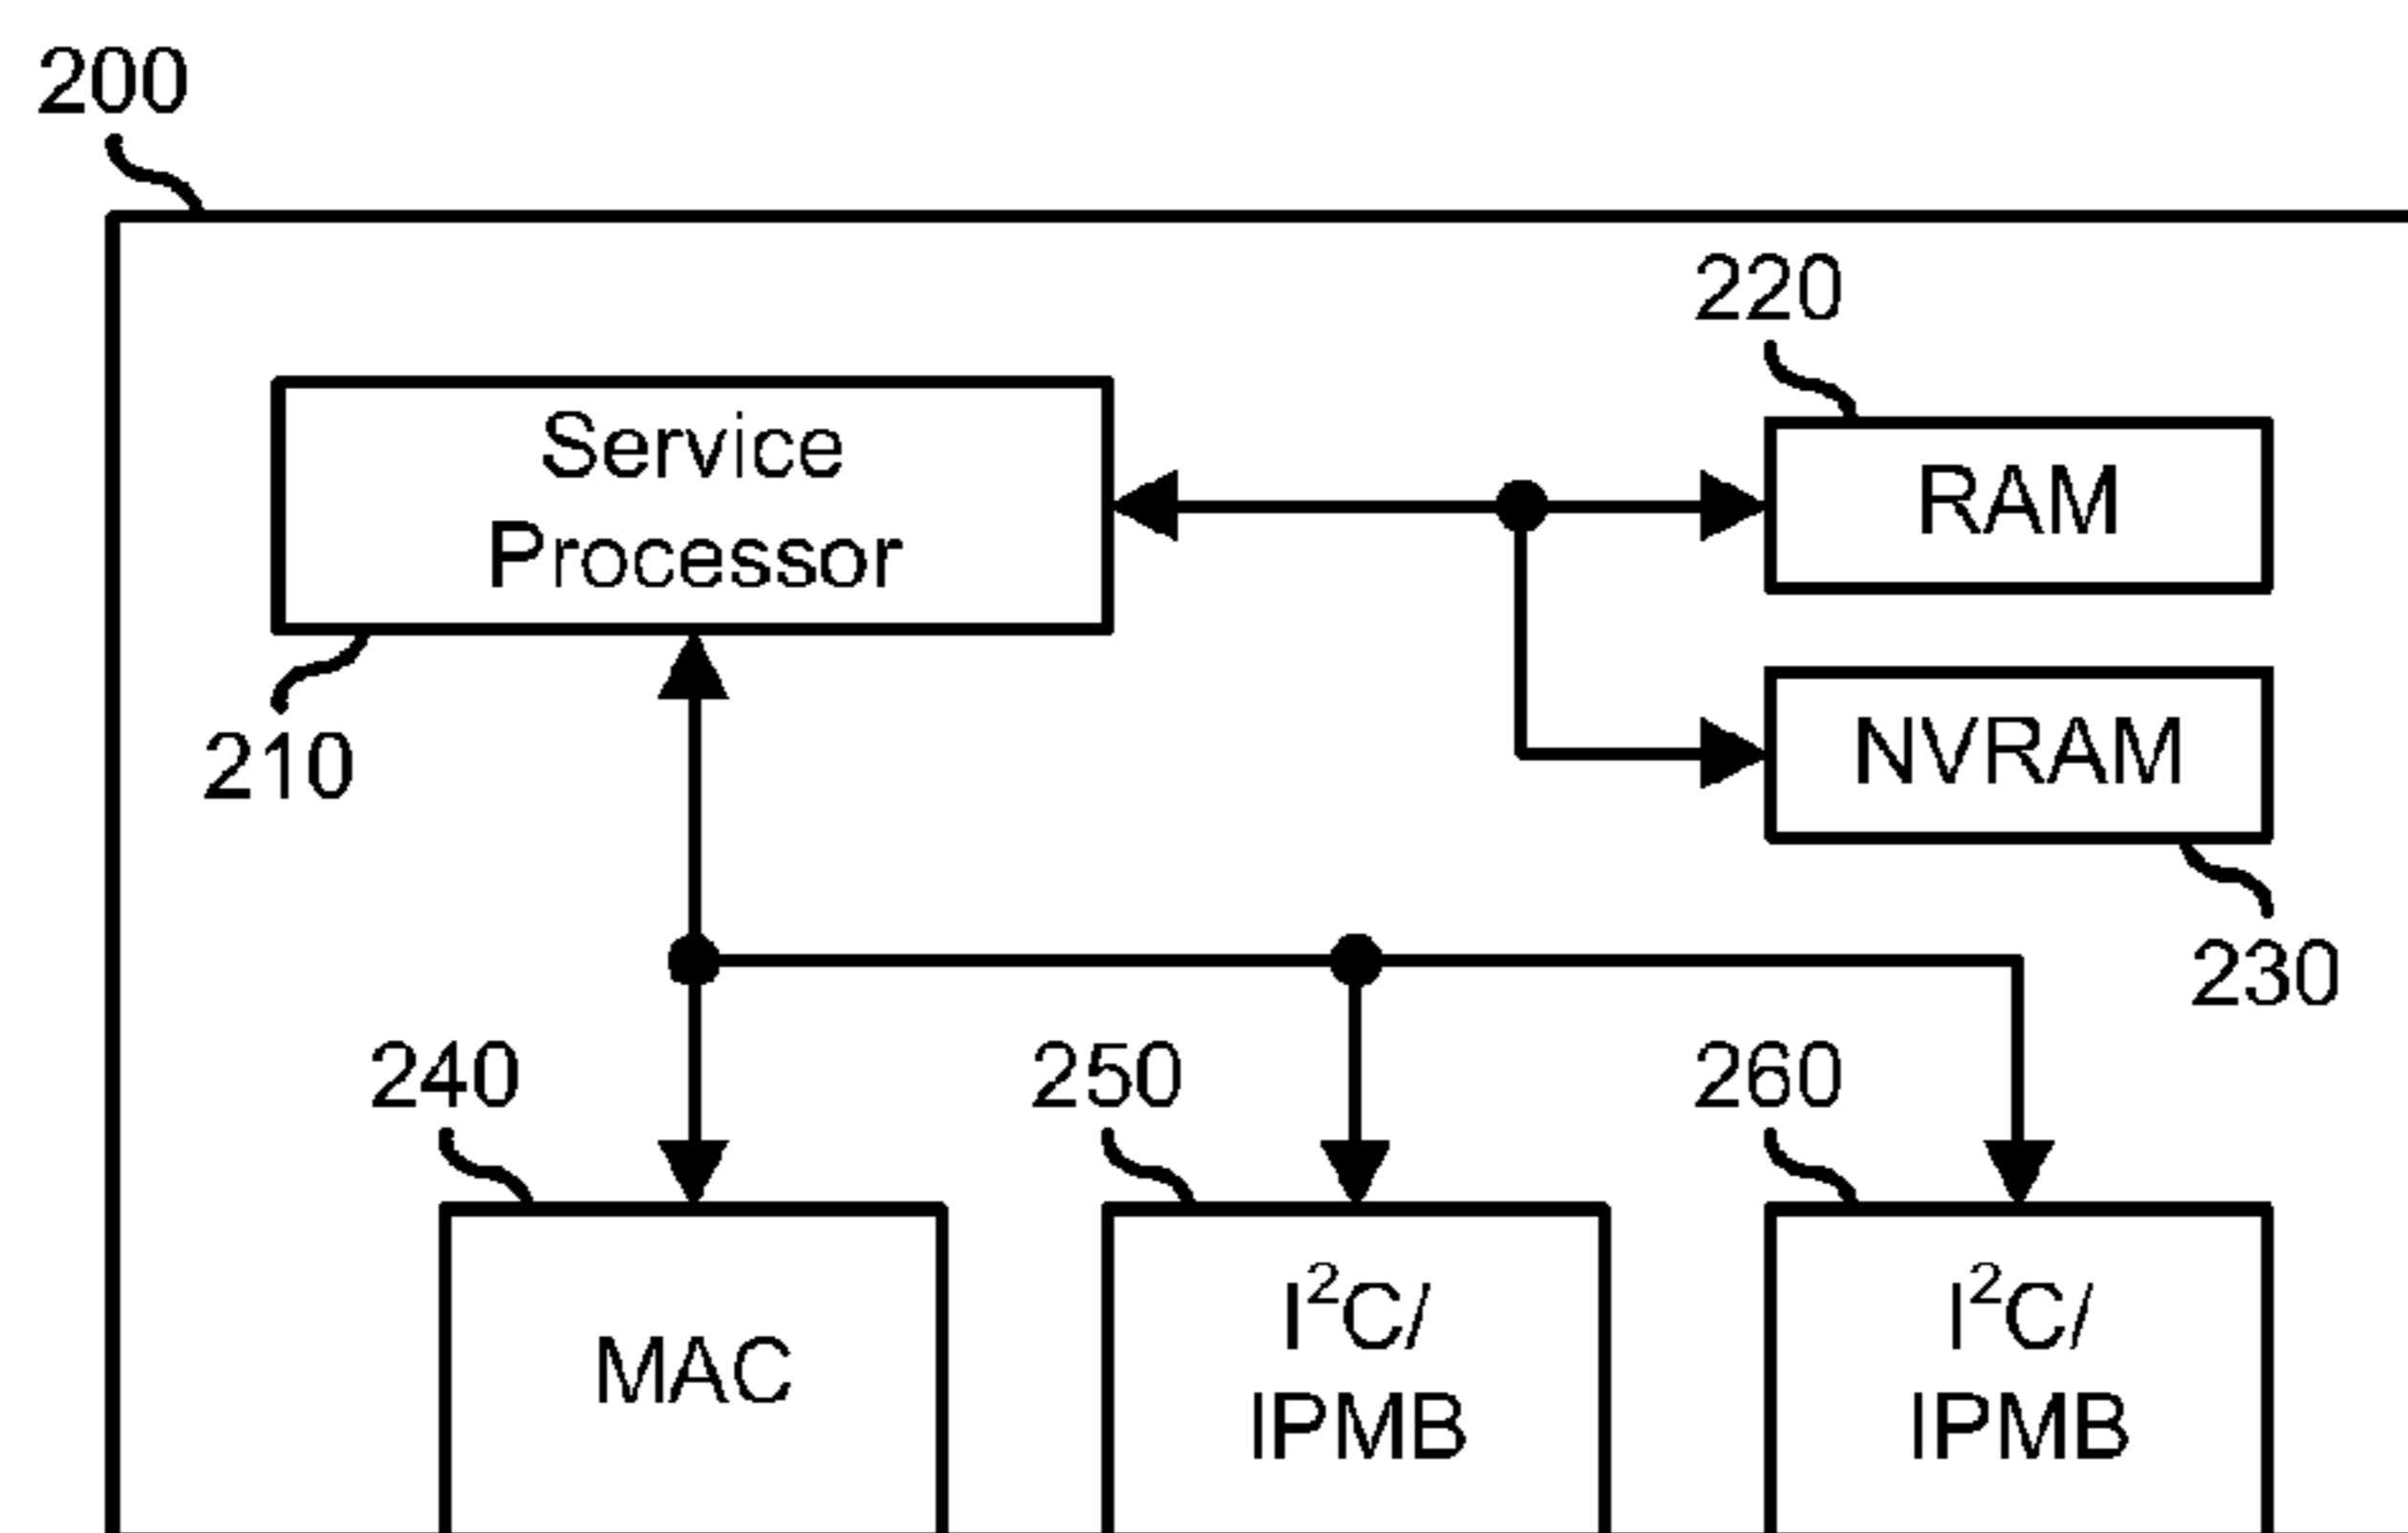 200
220
Service
Processor
RAM
210
NVRAM
230
240
250
260
MAC
I²C/
IPMB
I²C/
IPMB